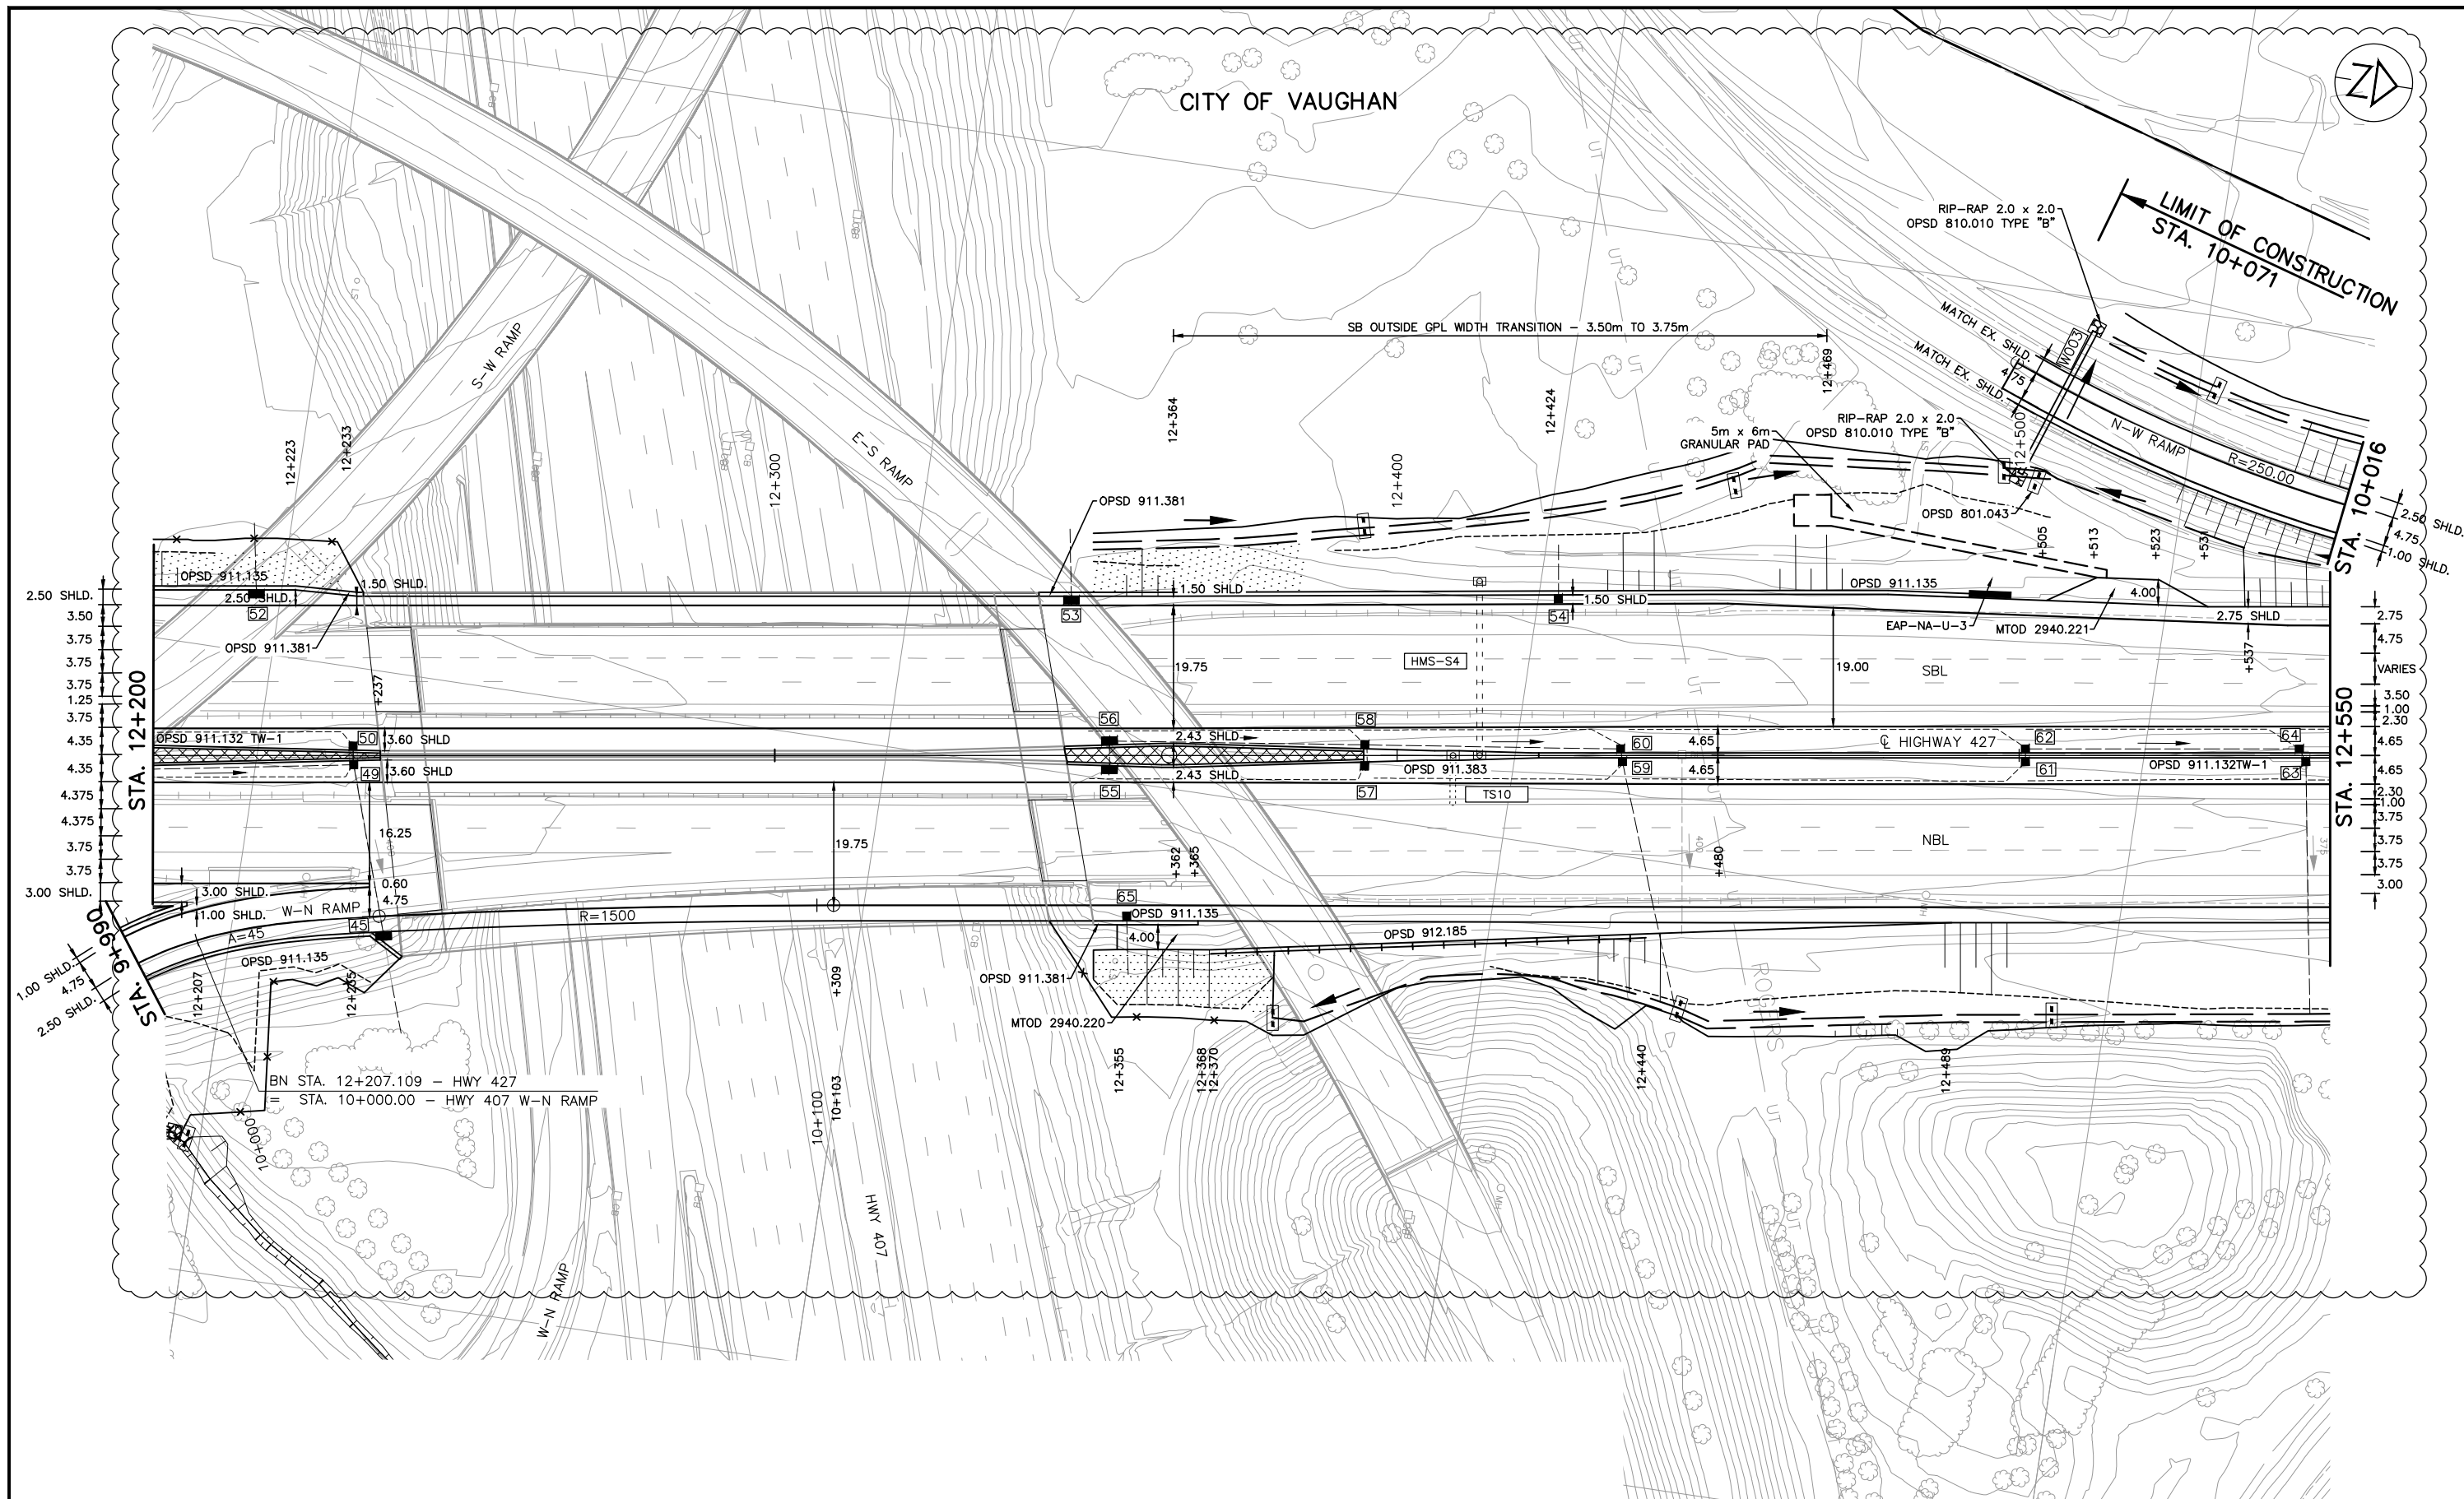 CITY OF VAUGHAN
N
RIP-RAP 2.0 x 2.0
OPSD 810.010 TYPE "B"
LIMIT OF CONSTRUCTION
STA. 10+071
MATCH EX. SHLD.
MATCH EX. SHLD.
4.75
N-W RAMP
R=250.00
12+500
STA. 10+016
2.50 SHLD.
4.75
1.00 SHLD.
SB OUTSIDE GPL WIDTH TRANSITION - 3.50m TO 3.75m
12+223
12+233
S-W RAMP
E-S RAMP
12+300
12+364
12+400
12+424
12+469
5m x 6m
GRANULAR PAD
RIP-RAP 2.0 x 2.0
OPSD 810.010 TYPE "B"
OPSD 801.043
+505
+513
+523
OPSD 911.381
OPSD 911.135
1.50 SHLD.
2.50 SHLD.
52
OPSD 911.381
53
1.50 SHLD
1.50 SHLD
54
OPSD 911.135
4.00
EAP-NA-U-3
MTOD 2940.221
2.75 SHLD
+537
2.50 SHLD.
3.50
3.75
3.75
3.75
1.25
3.75
4.35
4.35
4.375
4.375
3.75
3.75
3.00 SHLD.
STA. 12+200
+237
19.75
HMS-S4
19.00
SBL
2.75
4.75
VARIES
3.50
1.00
2.30
4.65
4.65
2.30
1.00
3.75
3.75
3.75
3.00
STA. 12+550
OPSD 911.132 TW-1
50
3.60 SHLD
49
3.60 SHLD
56
2.43 SHLD
2.43 SHLD
55
58
57
OPSD 911.383
60
59
4.65
4.65
℄ HIGHWAY 427
62
61
64
63
OPSD 911.132TW-1
TS10
NBL
16.25
19.75
0.60
4.75
3.00 SHLD.
1.00 SHLD.
W-N RAMP
A=45
45
R=1500
+362
+365
+480
65
OPSD 911.135
4.00
OPSD 912.185
OPSD 911.135
OPSD 911.381
MTOD 2940.220
STA. 9+990
1.00 SHLD.
4.75
2.50 SHLD.
12+207
+309
12+355
12+368
12+370
12+440
12+489
BN STA. 12+207.109 - HWY 427
= STA. 10+000.00 - HWY 407 W-N RAMP
10+000
10+100
10+103
HWY 407
W-N RAMP
ROGERS
UT
UT
UT
MH
CB
LS
400
375